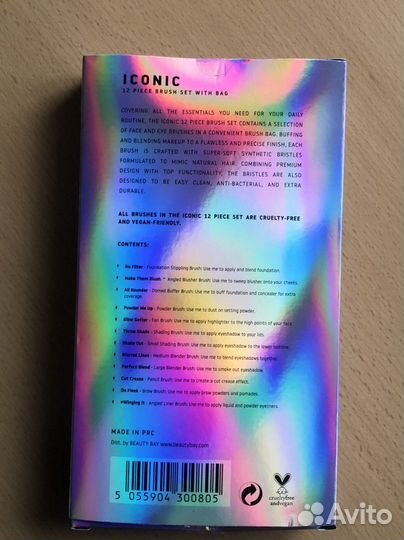 ICONIC
12 PIECE BRUSH SET WITH BAG
COVERING ALL THE ESSENTIALS YOU NEED FOR YOUR DAILY
ROUTINE, THE ICONIC 12 PIECE BRUSH SET CONTAINS A SELECTION
OF FACE AND EYE BRUSHES IN A CONVENIENT BRUSH BAG. BUFFING
AND BLENDING MAKEUP TO A FLAWLESS AND PRECISE FINISH, EACH
BRUSH IS CRAFTED WITH SUPER-SOFT SYNTHETIC BRISTLES
FORMULATED TO MIMIC NATURAL HAIR. COMBINING PREMIUM
DESIGN WITH TOP FUNCTIONALITY, THE BRISTLES ARE ALSO
DESIGNED TO BE EASY CLEAN, ANTI-BACTERIAL, AND EXTRA
DURABLE.
ALL BRUSHES IN THE ICONIC 12 PIECE SET ARE CRUELTY-FREE
AND VEGAN-FRIENDLY.
CONTENTS:
No Filter - Foundation Stippling Brush: Use me to apply and blend foundation.
Make Them Blush - Angled Blusher Brush: Use me to sweep blusher onto your cheeks.
All Rounder - Domed Buffer Brush: Use me to buff foundation and concealer for extra
coverage.
Powder Me Up - Powder Brush: Use me to dust on setting powder.
Glow Getter - Fan Brush: Use me to apply highlighter to the high points of your face.
Throw Shade - Shading Brush: Use me to apply eyeshadow to your lids.
Shade Out - Small Shading Brush: Use me to apply eyeshadow to the lower lashline.
Blurred Lines - Medium Blender Brush: Use me to blend eyeshadows together.
Perfect Blend - Large Blender Brush: Use me to smoke out eyeshadow.
Cut Crease - Pencil Brush: Use me to create a cut crease effect.
On Fleek - Brow Brush: Use me to apply brow powders and pomades.
#Winging It - Angled Liner Brush: Use me to apply liquid and powder eyeliners.
MADE IN PRC
Dist. by BEAUTY BAY www.beautybay.com
5 055904 300805
crueltyfree
andvegan
Avito